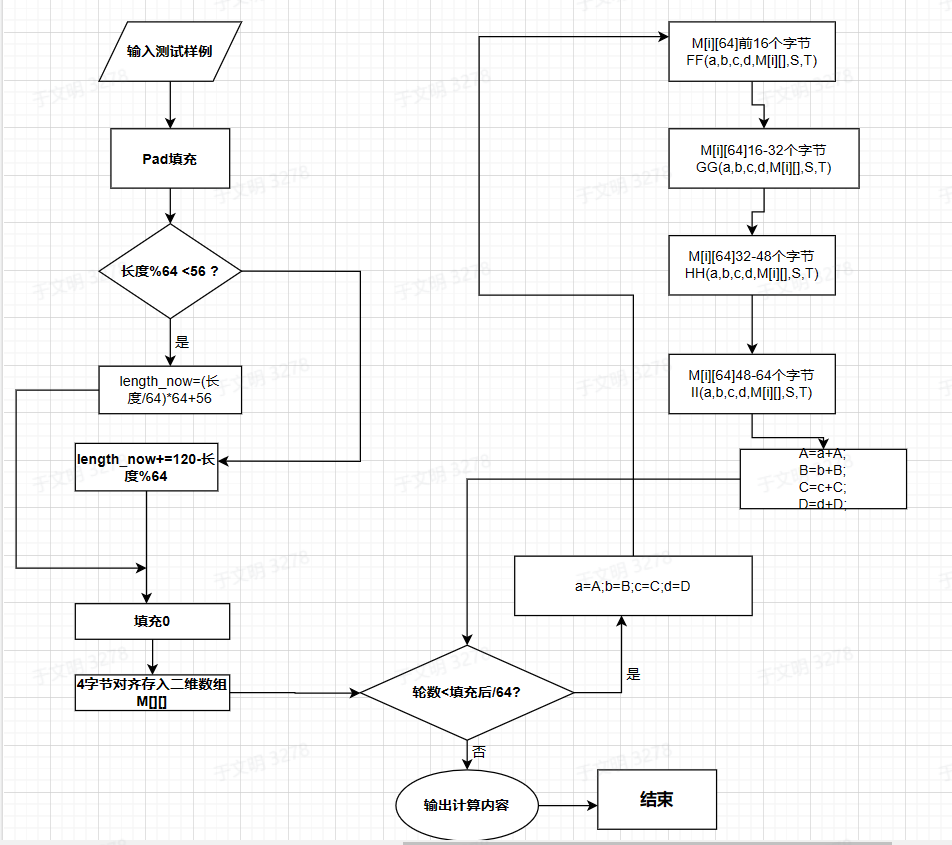 输入测试样例
Pad填充
长度%64 <56 ?
是
length_now=(长
度/64)*64+56
length_now+=120-长
度%64
填充0
4字节对齐存入二维数组
M[][]
轮数<填充后/64?
是
否
a=A;b=B;c=C;d=D
M[i][64]前16个字节
FF(a,b,c,d,M[i][],S,T)
M[i][64]16-32个字节
GG(a,b,c,d,M[i][],S,T)
M[i][64]32-48个字节
HH(a,b,c,d,M[i][],S,T)
M[i][64]48-64个字节
II(a,b,c,d,M[i][],S,T)
A=a+A;
B=b+B;
C=c+C;
D=d+D;
输出计算内容
结束
于文明 3278